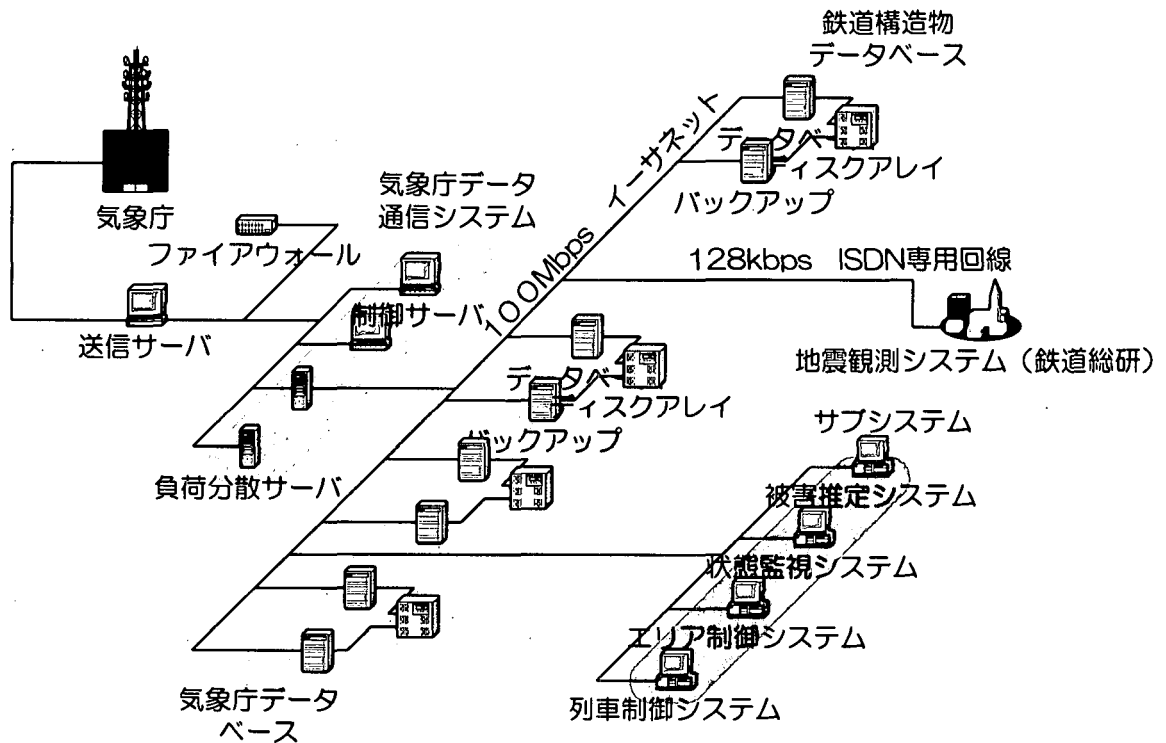 鉄道構造物
データベース
データベ
ィスクアレイ
バックアップ
100Mbps イーサネット
気象庁
気象庁データ
通信システム
ファイアウォール
制御サーバ
送信サーバ
128kbps ISDN専用回線
地震観測システム（鉄道総研）
データベ
ィスクアレイ
バックアップ
負荷分散サーバ
サブシステム
被害推定システム
状態監視システム
エリア制御システム
列車制御システム
気象庁データ
ベース